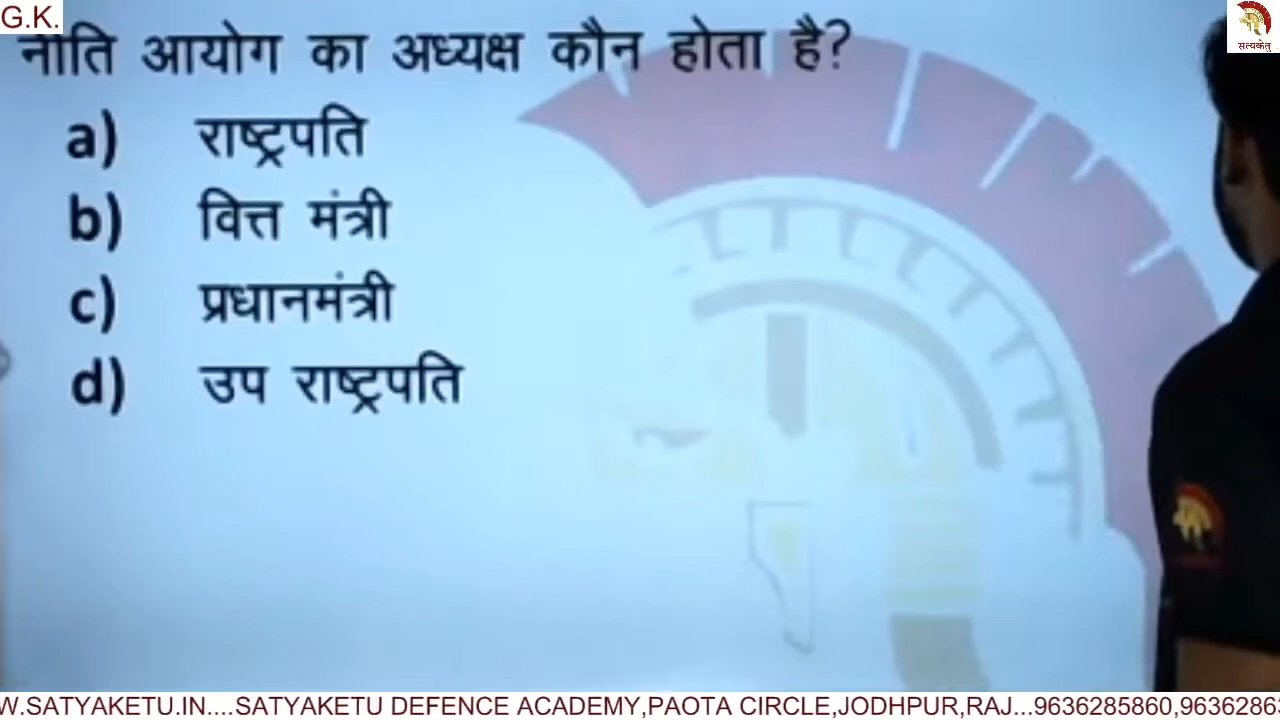 G.K.
सत्यकेतु
नीति आयोग का अध्यक्ष कौन होता है?
a) राष्ट्रपति
b) वित्त मंत्री
c) प्रधानमंत्री
d) उप राष्ट्रपति
W.SATYAKETU.IN....SATYAKETU DEFENCE ACADEMY,PAOTA CIRCLE,JODHPUR,RAJ...9636285860,9636286